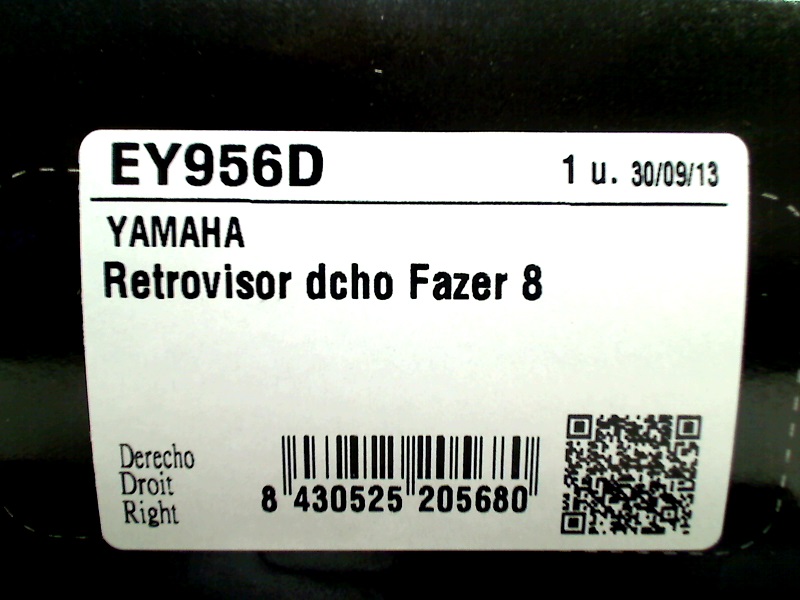 EY956D 1 u. 30/09/13
YAMAHA
Retrovisor dcho Fazer 8
Derecho
Droit
Right
8 430525 205680